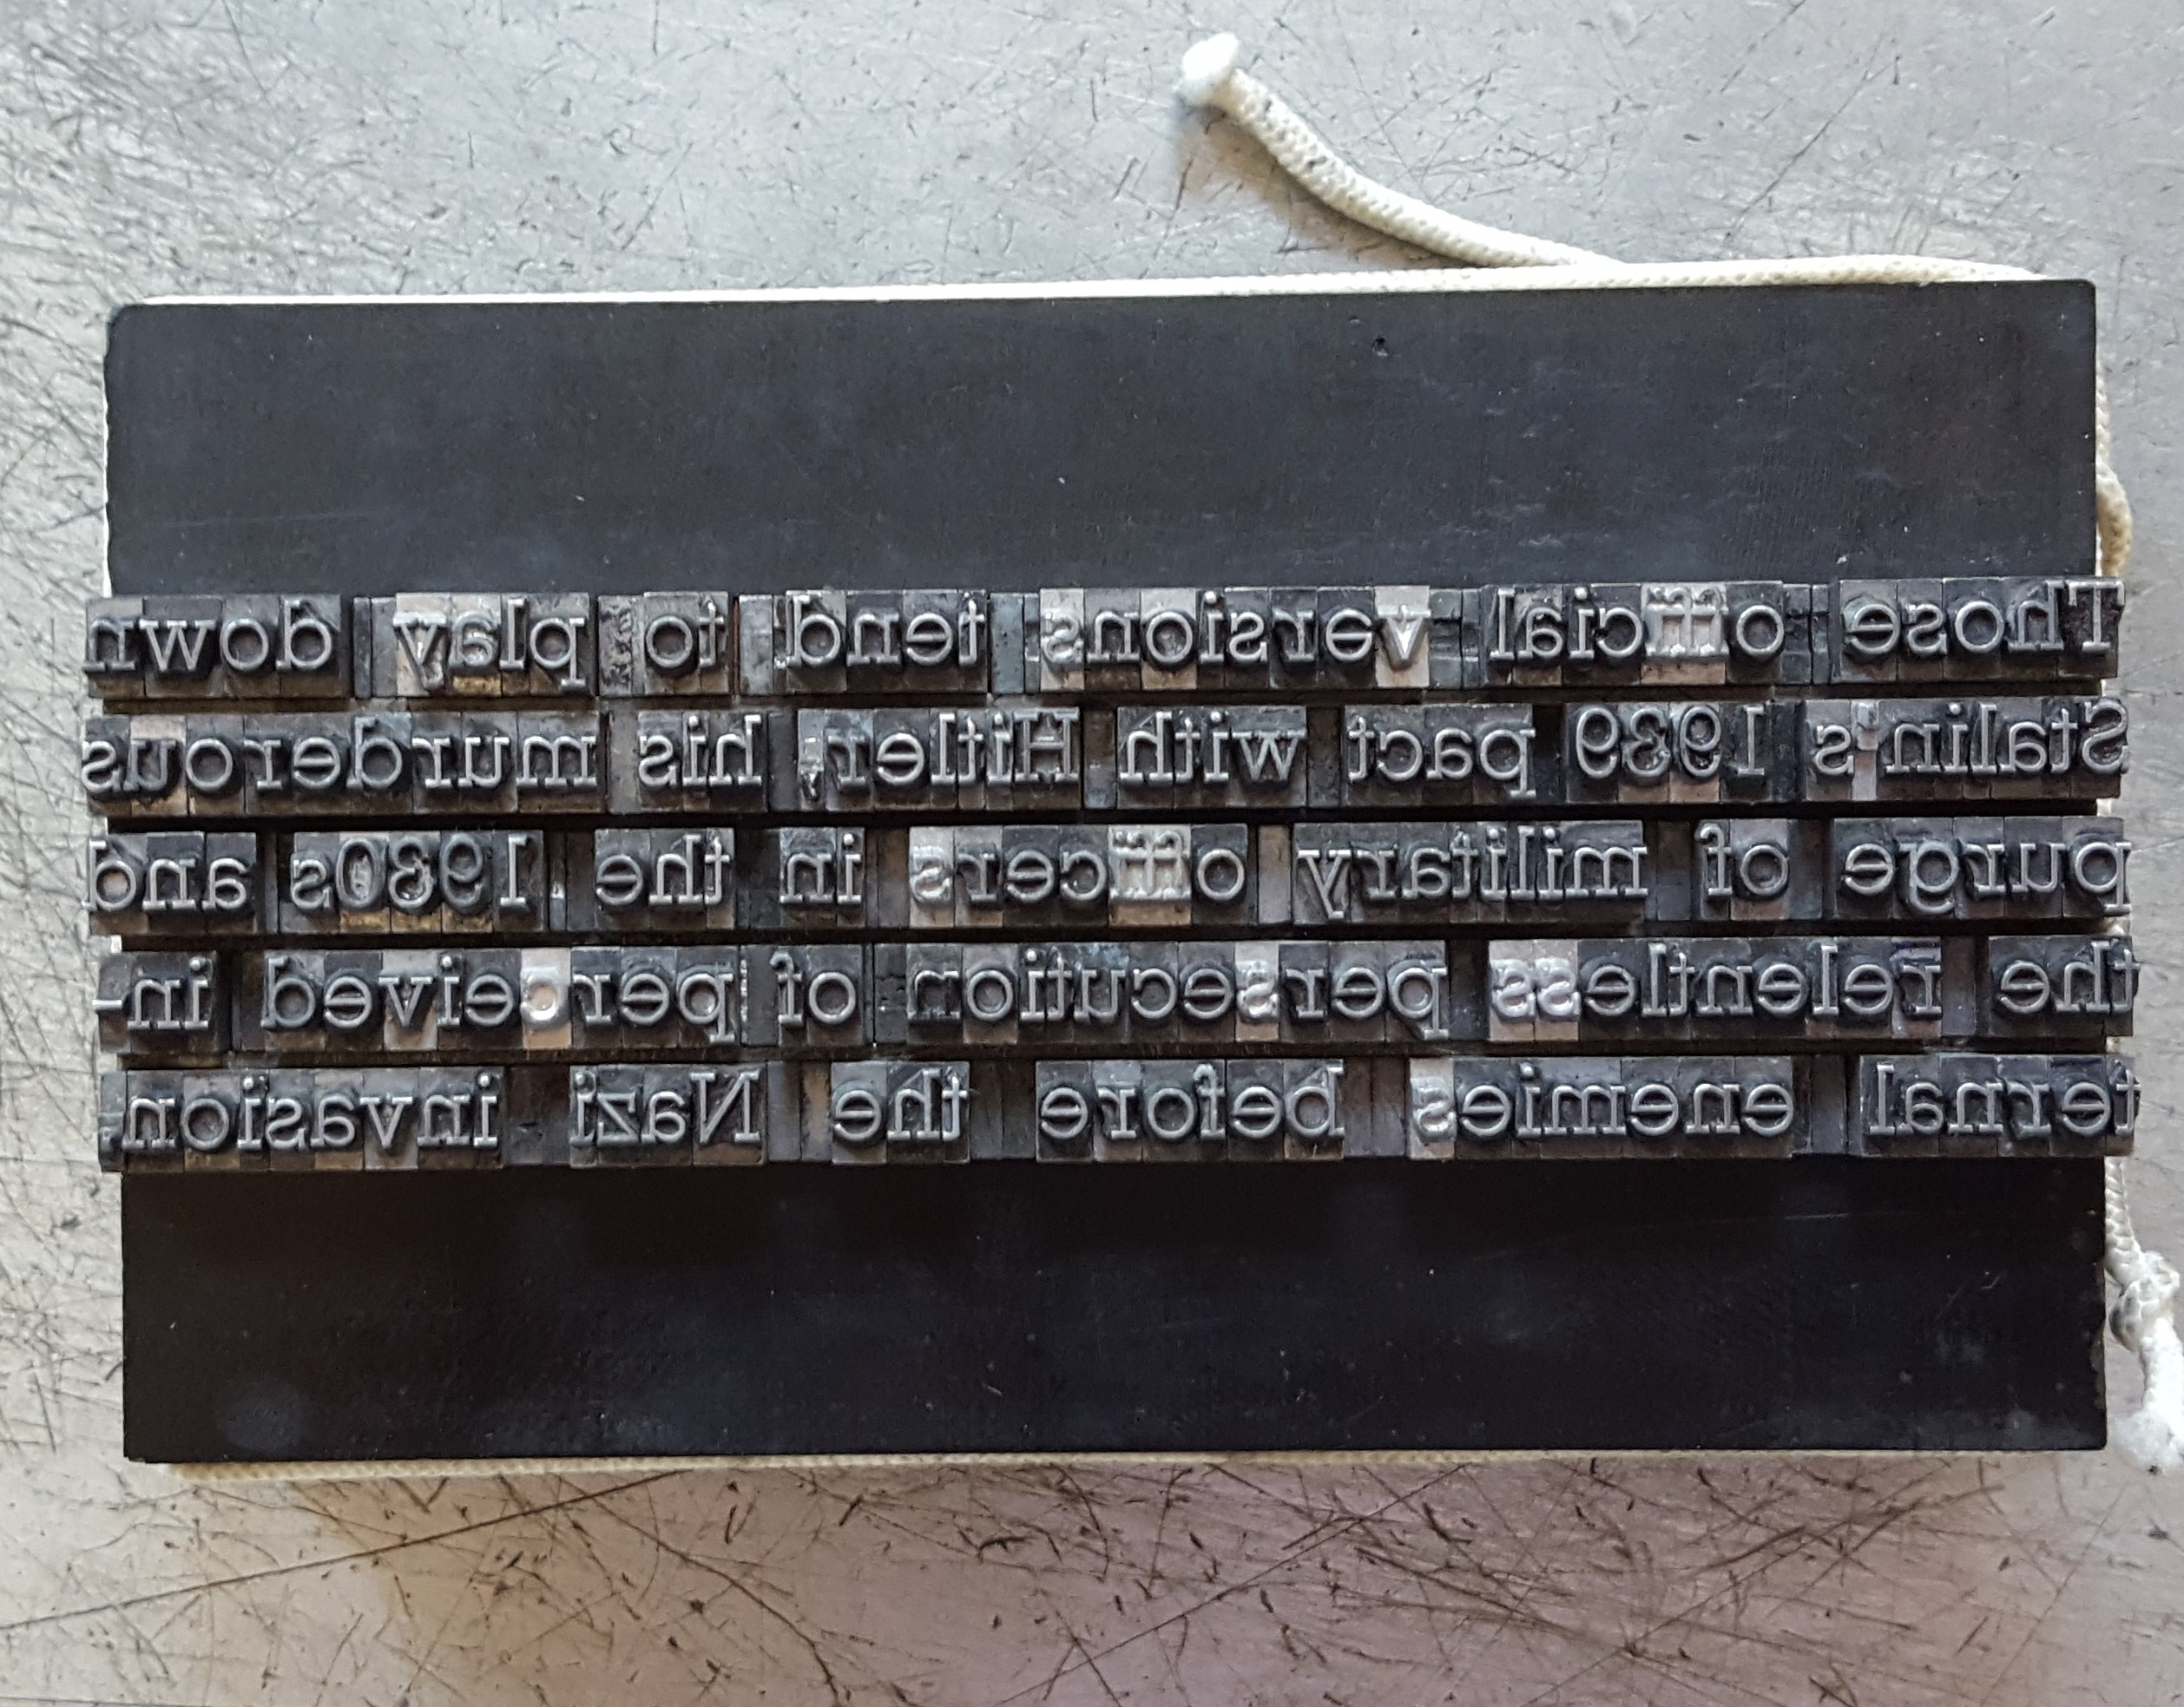 Those official versions tend to play down
Stalin's 1939 pact with Hitler, his murderous
purge of military officers in the 1930s and
the relentless persecution of perceived in-
ternal enemies before the Nazi invasion.